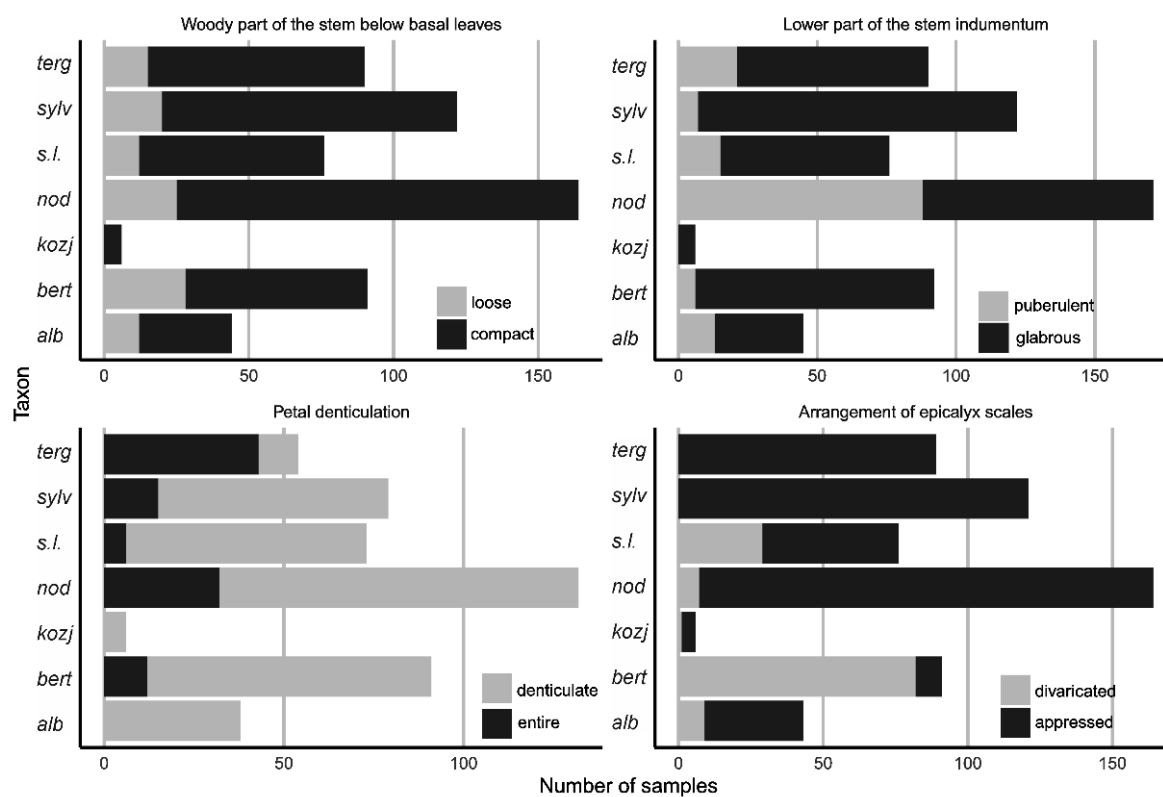 Woody part of the stem below basal leaves
terg
sylv
s.l.
nod
kozj
bert
alb
loose
compact
0 50 100 150
Lower part of the stem indumentum
terg
sylv
s.l.
nod
kozj
bert
alb
puberulent
glabrous
0 50 100 150
Taxon
Petal denticulation
terg
sylv
s.l.
nod
kozj
bert
alb
denticulate
entire
0 50 100
Arrangement of epicalyx scales
terg
sylv
s.l.
nod
kozj
bert
alb
divaricated
appressed
0 50 100 150
Number of samples